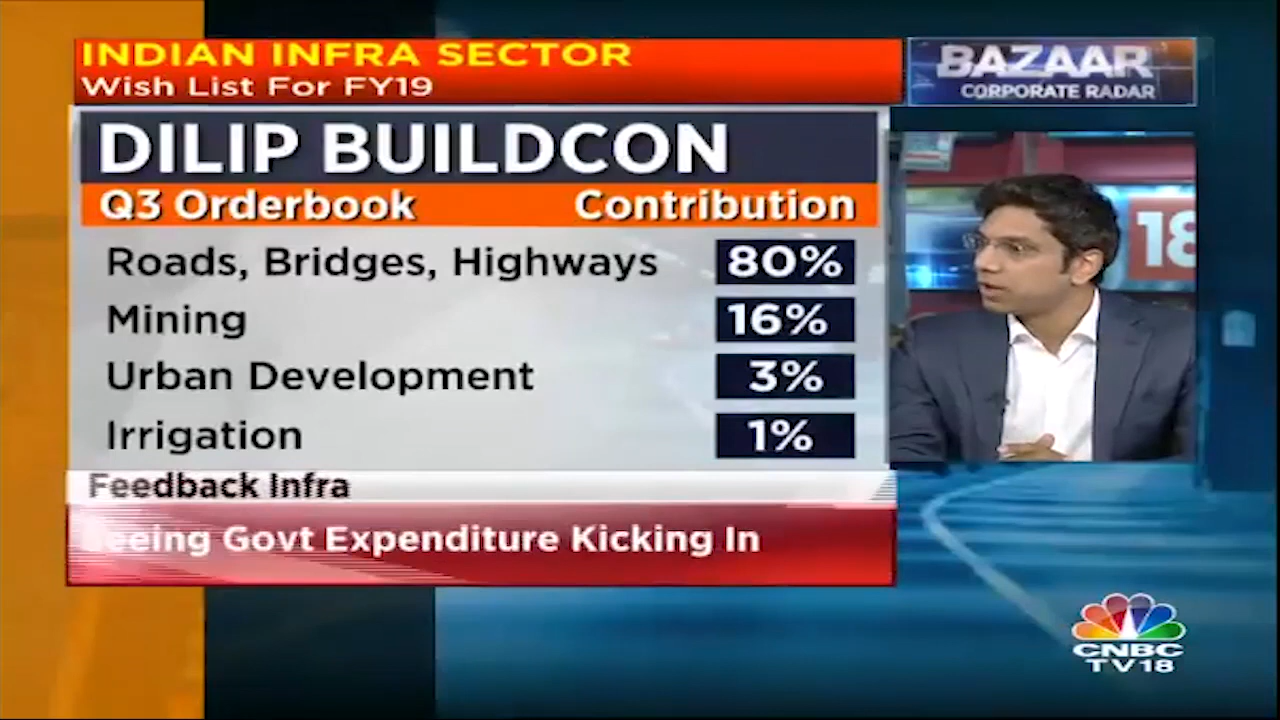 INDIAN INFRA SECTOR
Wish List For FY19
BAZAAR
CORPORATE RADAR
DILIP BUILDCON
Q3 Orderbook Contribution
Roads, Bridges, Highways 80%
Mining 16%
Urban Development 3%
Irrigation 1%
18
Feedback Infra
Seeing Govt Expenditure Kicking In
CNBC
TV18